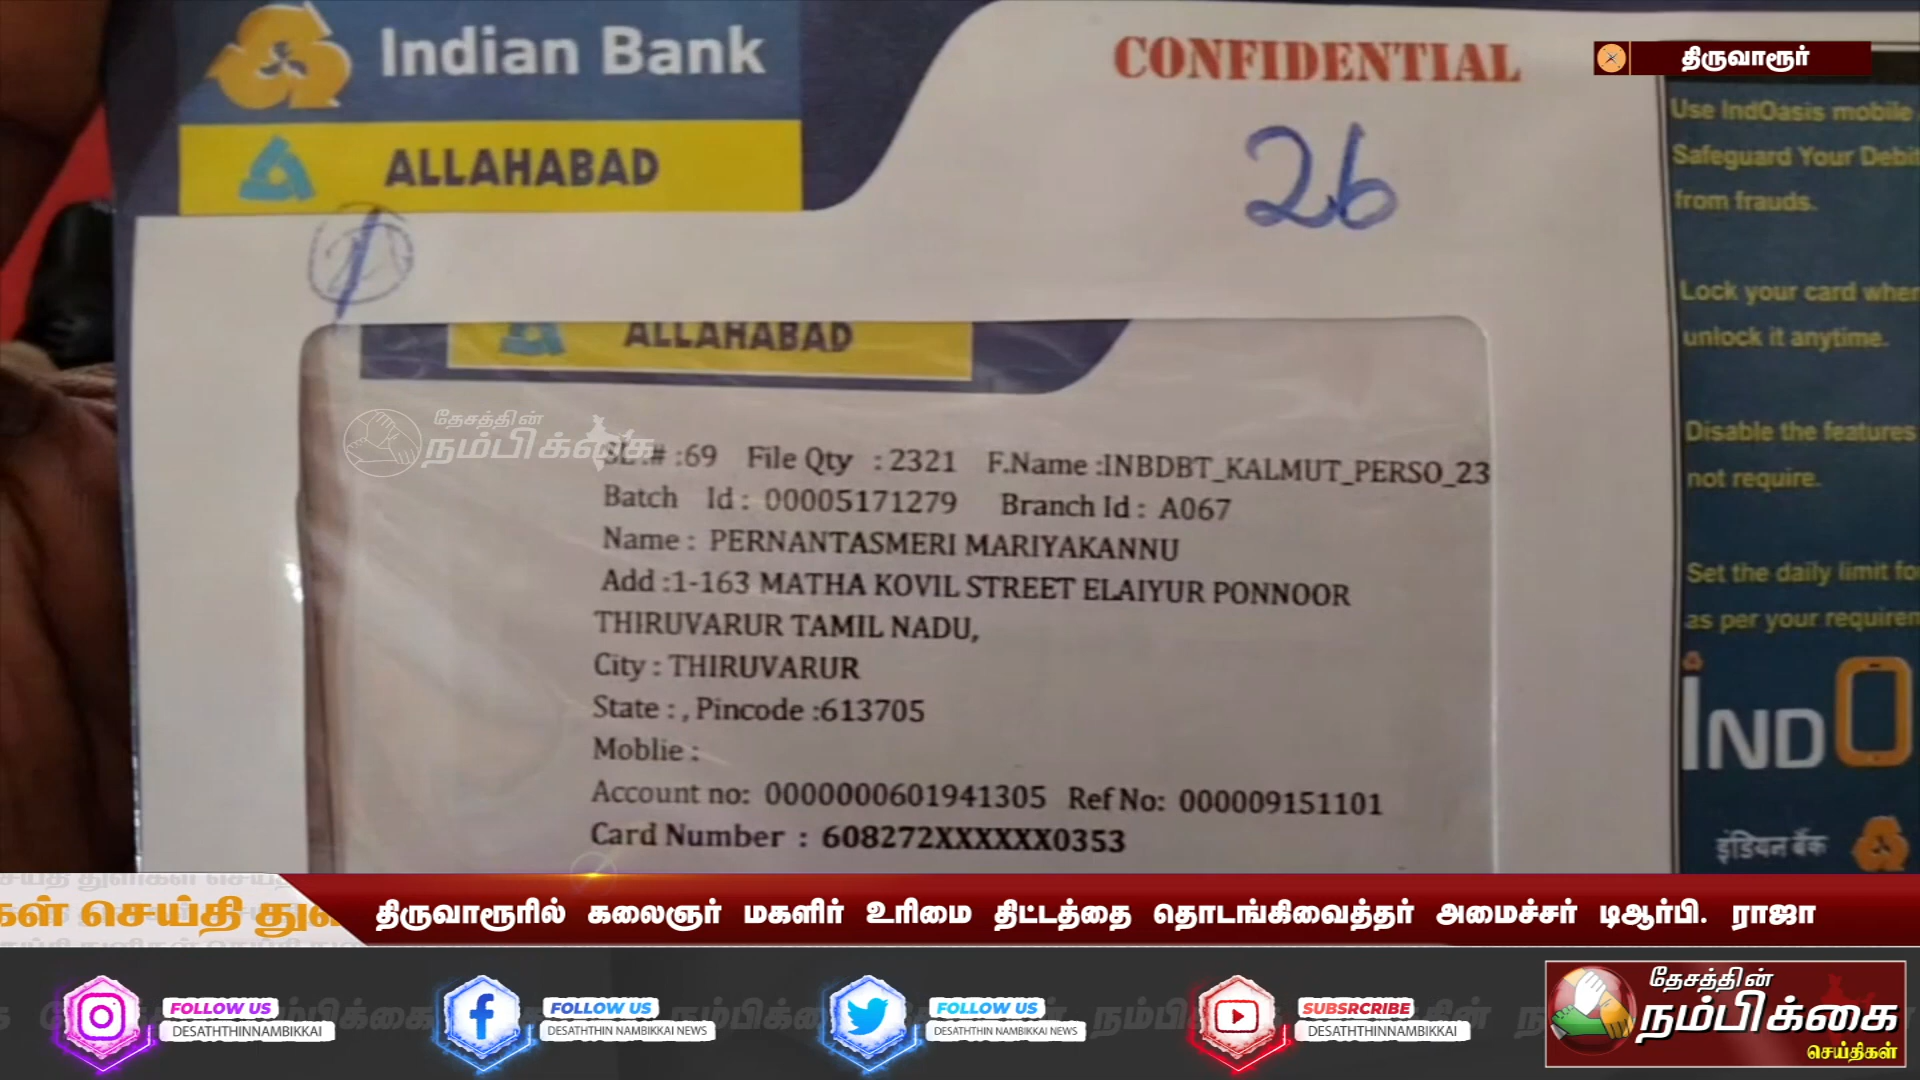 Indian Bank
ALLAHABAD
CONFIDENTIAL
26
திருவாரூர்
Use IndOasis mobile
Safeguard Your Debit
from frauds.
Lock your card when
unlock it anytime.
Disable the features
not require.
Set the daily limit for
as per your requirem
INDO
इंडियन बैंक
ALLAHABAD
தேசத்தின்
நம்பிக்கை
:69 File Qty : 2321 F.Name :INBDBT_KALMUT_PERSO_23
Batch Id : 00005171279 Branch Id : A067
Name : PERNANTASMERI MARIYAKANNU
Add :1-163 MATHA KOVIL STREET ELAIYUR PONNOOR
THIRUVARUR TAMIL NADU,
City : THIRUVARUR
State : , Pincode :613705
Moblie :
Account no: 0000000601941305 Ref No: 000009151101
Card Number : 608272XXXXXX0353
கள் செய்தி துளி
திருவாரூரில் கலைஞர் மகளிர் உரிமை திட்டத்தை தொடங்கிவைத்தர் அமைச்சர் டிஆர்பி. ராஜா
FOLLOW US
DESATHTHINNAMBIKKAI
FOLLOW US
DESATHTHIN NAMBIKKAI NEWS
FOLLOW US
DESATHTHIN NAMBIKKAI NEWS
SUBSRCRIBE
DESATHTHINNAMBIKKAI
தேசத்தின்
நம்பிக்கை
செய்திகள்